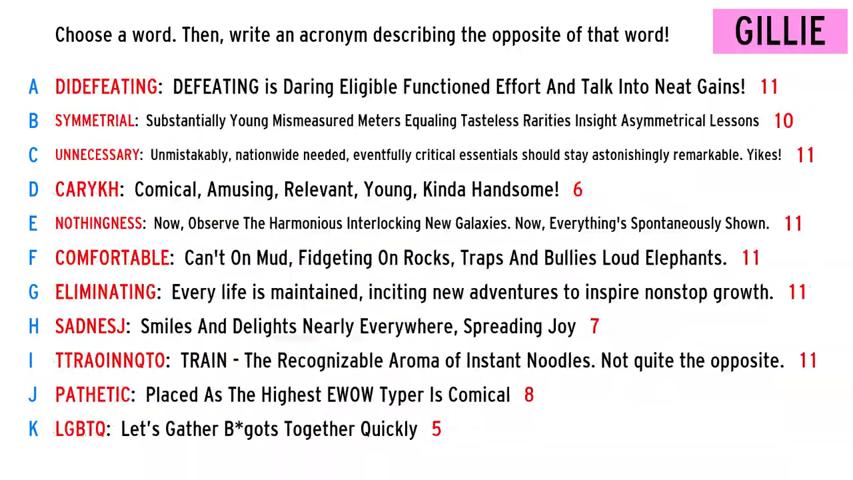 Choose a word. Then, write an acronym describing the opposite of that word!
GILLIE
A DIDEFEATING: DEFEATING is Daring Eligible Functioned Effort And Talk Into Neat Gains! 11
B SYMMETRIAL: Substantially Young Mismeasured Meters Equaling Tasteless Rarities Insight Asymmetrical Lessons 10
C UNNECESSARY: Unmistakably, nationwide needed, eventfully critical essentials should stay astonishingly remarkable. Yikes! 11
D CARYKH: Comical, Amusing, Relevant, Young, Kinda Handsome! 6
E NOTHINGNESS: Now, Observe The Harmonious Interlocking New Galaxies. Now, Everything's Spontaneously Shown. 11
F COMFORTABLE: Can't On Mud, Fidgeting On Rocks, Traps And Bullies Loud Elephants. 11
G ELIMINATING: Every life is maintained, inciting new adventures to inspire nonstop growth. 11
H SADNESJ: Smiles And Delights Nearly Everywhere, Spreading Joy 7
I TTRAOINNQTO: TRAIN - The Recognizable Aroma of Instant Noodles. Not quite the opposite. 11
J PATHETIC: Placed As The Highest EWOW Typer Is Comical 8
K LGBTQ: Let's Gather B*gots Together Quickly 5